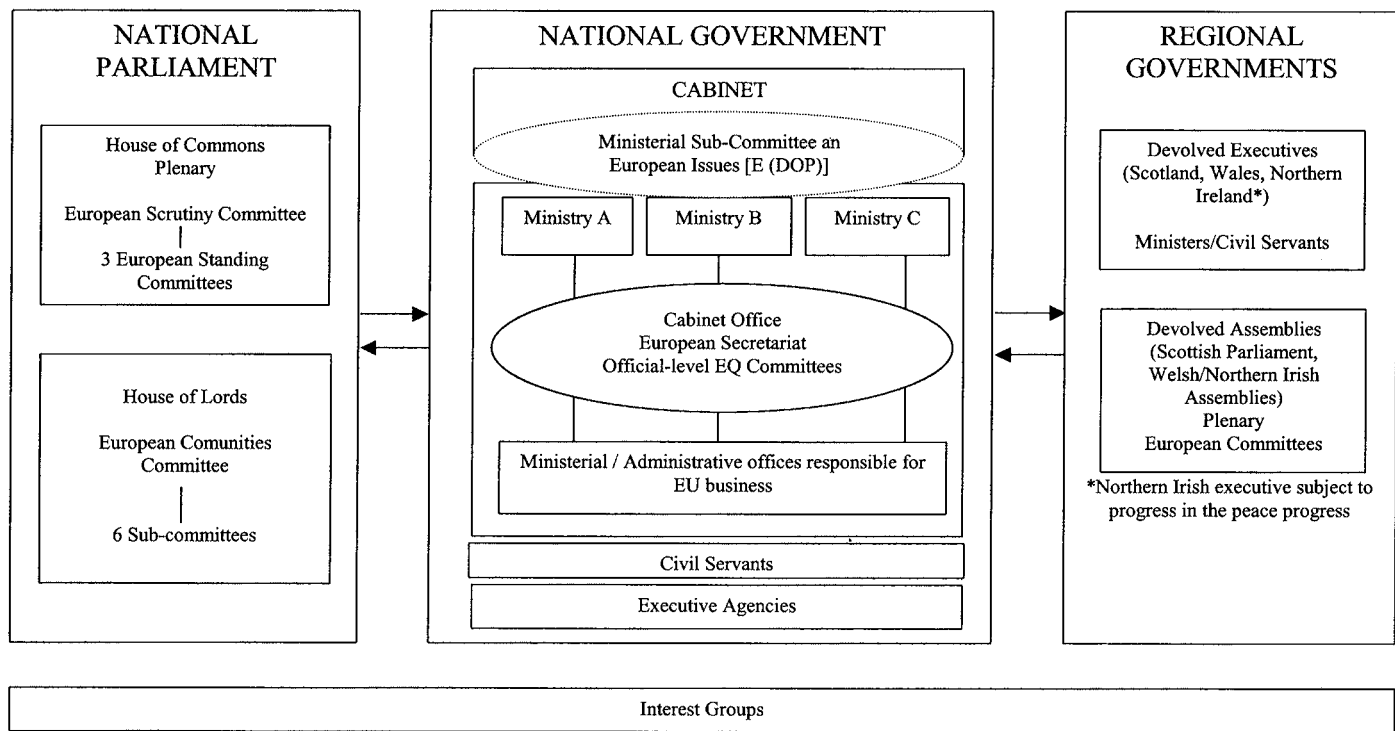 NATIONAL
PARLIAMENT
House of Commons
Plenary
European Scrutiny Committee
3 European Standing
Committees
House of Lords
European Comunities
Committee
6 Sub-committees
NATIONAL GOVERNMENT
CABINET
Ministerial Sub-Committee an
European Issues [E (DOP)]
Ministry A
Ministry B
Ministry C
Cabinet Office
European Secretariat
Official-level EQ Committees
Ministerial / Administrative offices responsible for
EU business
Civil Servants
Executive Agencies
REGIONAL
GOVERNMENTS
Devolved Executives
(Scotland, Wales, Northern
Ireland*)
Ministers/Civil Servants
Devolved Assemblies
(Scottish Parliament,
Welsh/Northern Irish
Assemblies)
Plenary
European Committees
*Northern Irish executive subject to
progress in the peace progress
Interest Groups